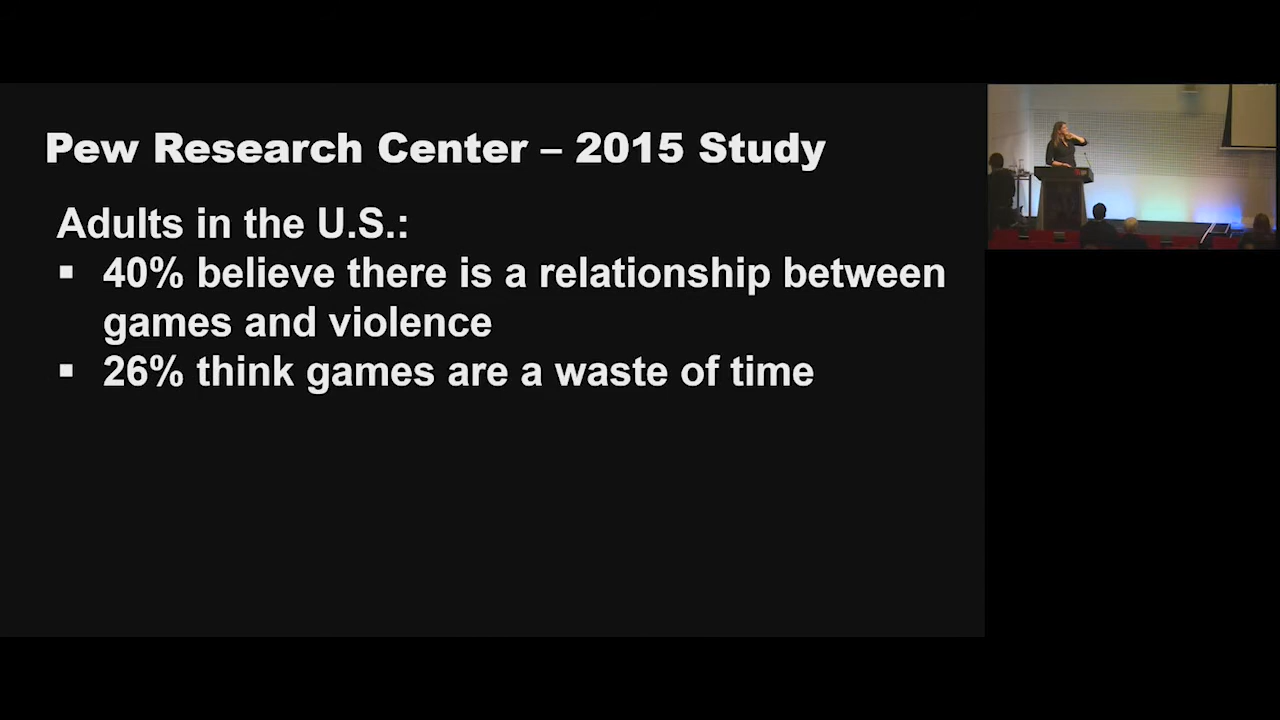 Pew Research Center – 2015 Study
Adults in the U.S.:
▪ 40% believe there is a relationship between
games and violence
▪ 26% think games are a waste of time